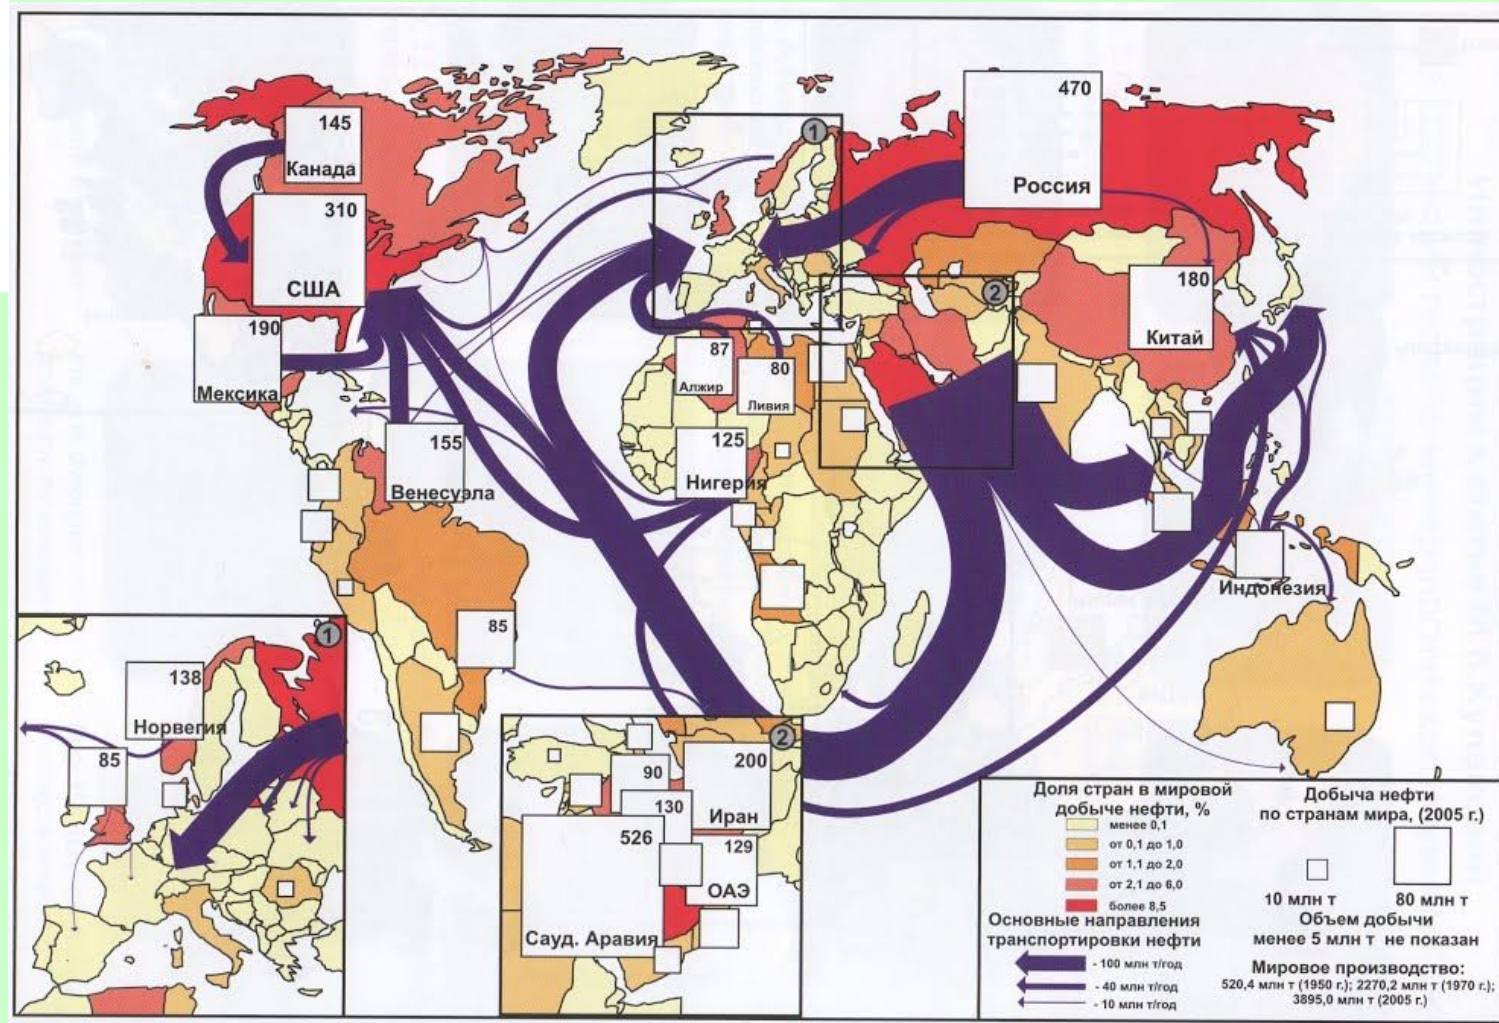 145
Канада
310
США
190
Мексика
155
Венесуэла
85
1
470
Россия
180
Китай
2
87
Алжир
80
Ливия
125
Нигерия
Индонезия
1
138
Норвегия
85
2
200
Иран
90
130
526
Сауд. Аравия
129
ОАЭ
Доля стран в мировой
добыче нефти, %
менее 0,1
от 0,1 до 1,0
от 1,1 до 2,0
от 2,1 до 6,0
более 8,5
Основные направления
транспортировки нефти
- 100 млн т/год
- 40 млн т/год
- 10 млн т/год
Добыча нефти
по странам мира, (2005 г.)
10 млн т
80 млн т
Объем добычи
менее 5 млн т не показан
Мировое производство:
520,4 млн т (1950 г.); 2270,2 млн т (1970 г.);
3895,0 млн т (2005 г.)